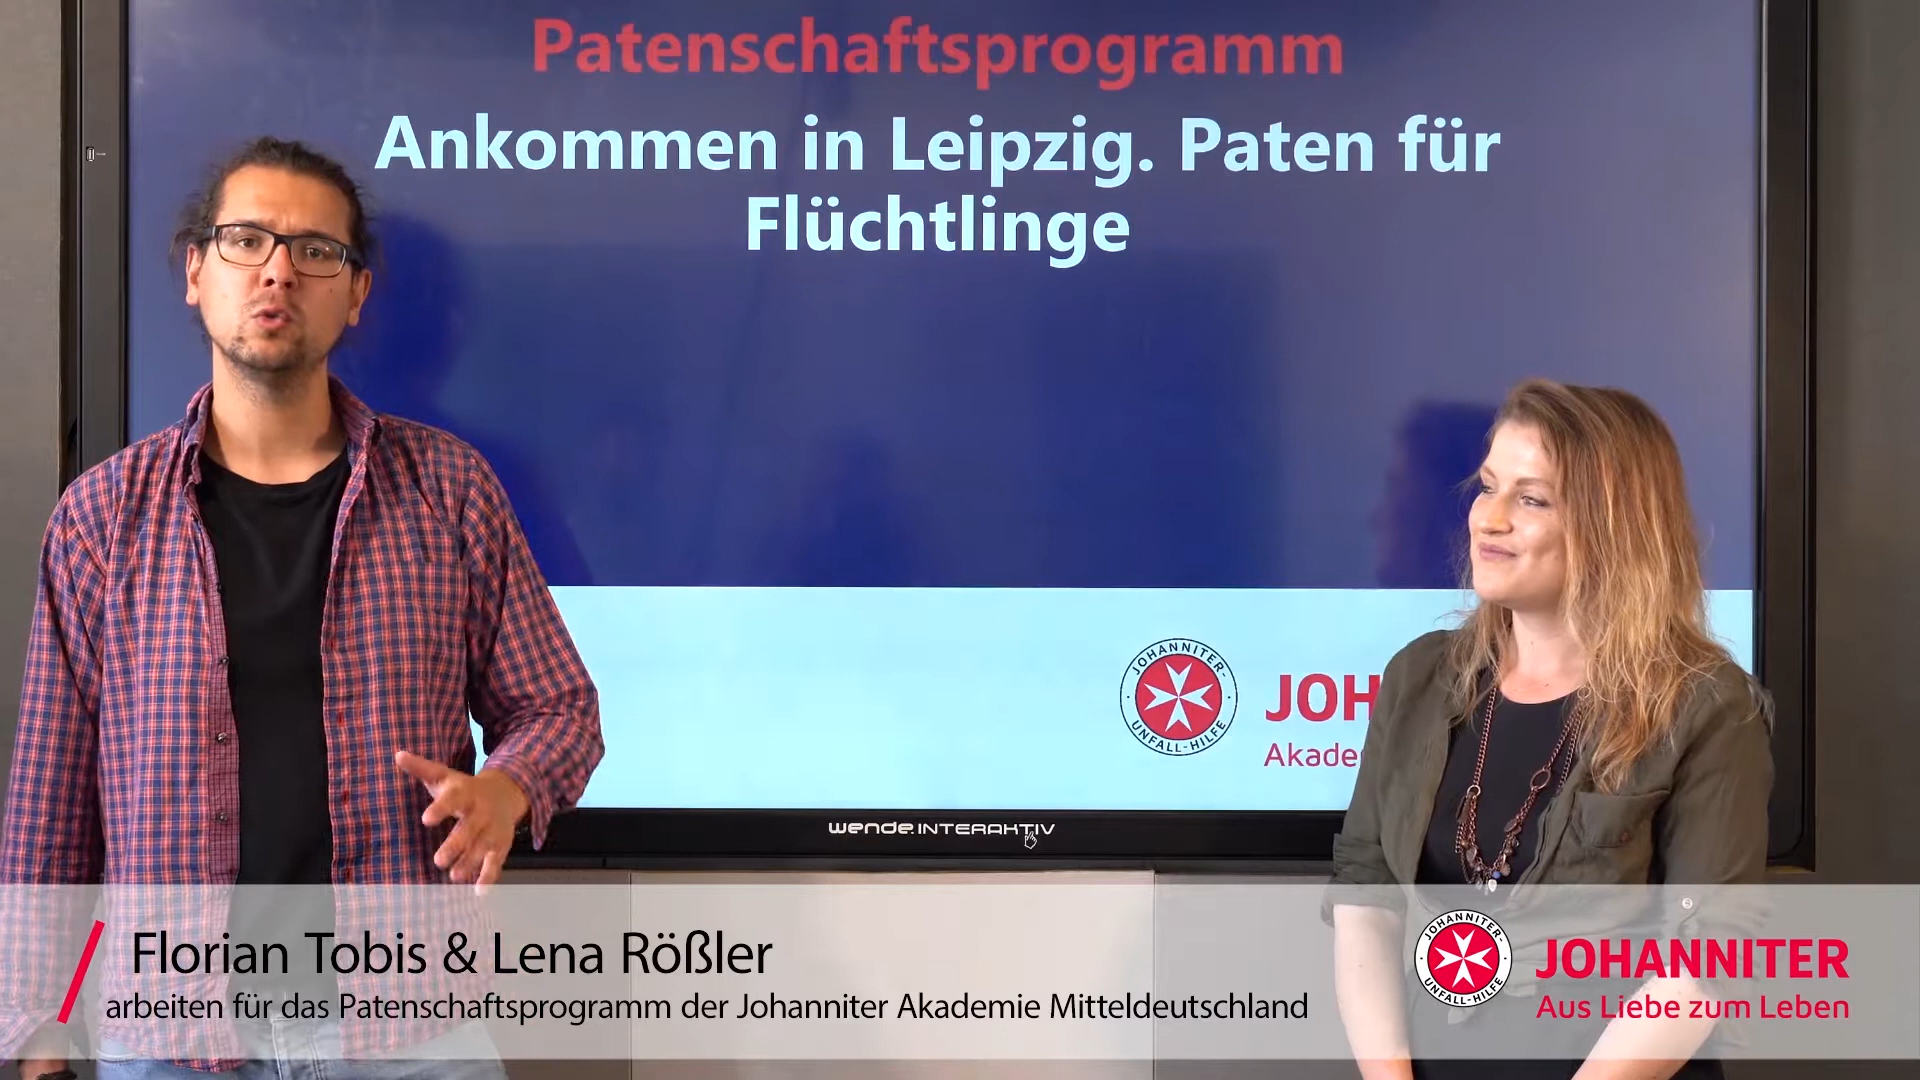 Patenschaftsprogramm
Ankommen in Leipzig. Paten für
Flüchtlinge
JOHANNITER-
UNFALL-HILFE
JOH
Akade
wende.INTERAKTIV
Florian Tobis & Lena Rößler
arbeiten für das Patenschaftsprogramm der Johanniter Akademie Mitteldeutschland
JOHANNITER-
UNFALL-HILFE
JOHANNITER
Aus Liebe zum Leben